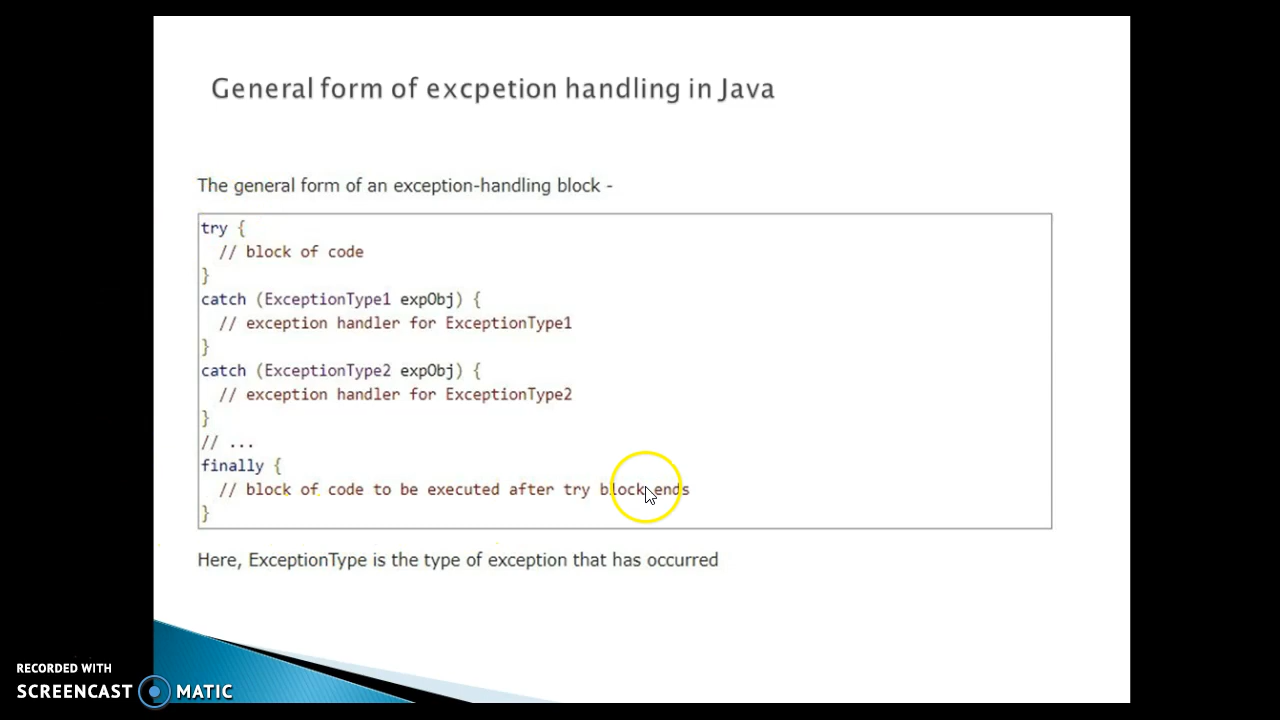 General form of excpetion handling in Java
The general form of an exception-handling block -
try {
// block of code
}
catch (ExceptionType1 expObj) {
// exception handler for ExceptionType1
}
catch (ExceptionType2 expObj) {
// exception handler for ExceptionType2
}
// ...
finally {
// block of code to be executed after try block ends
}
Here, ExceptionType is the type of exception that has occurred
RECORDED WITH
SCREENCAST MATIC